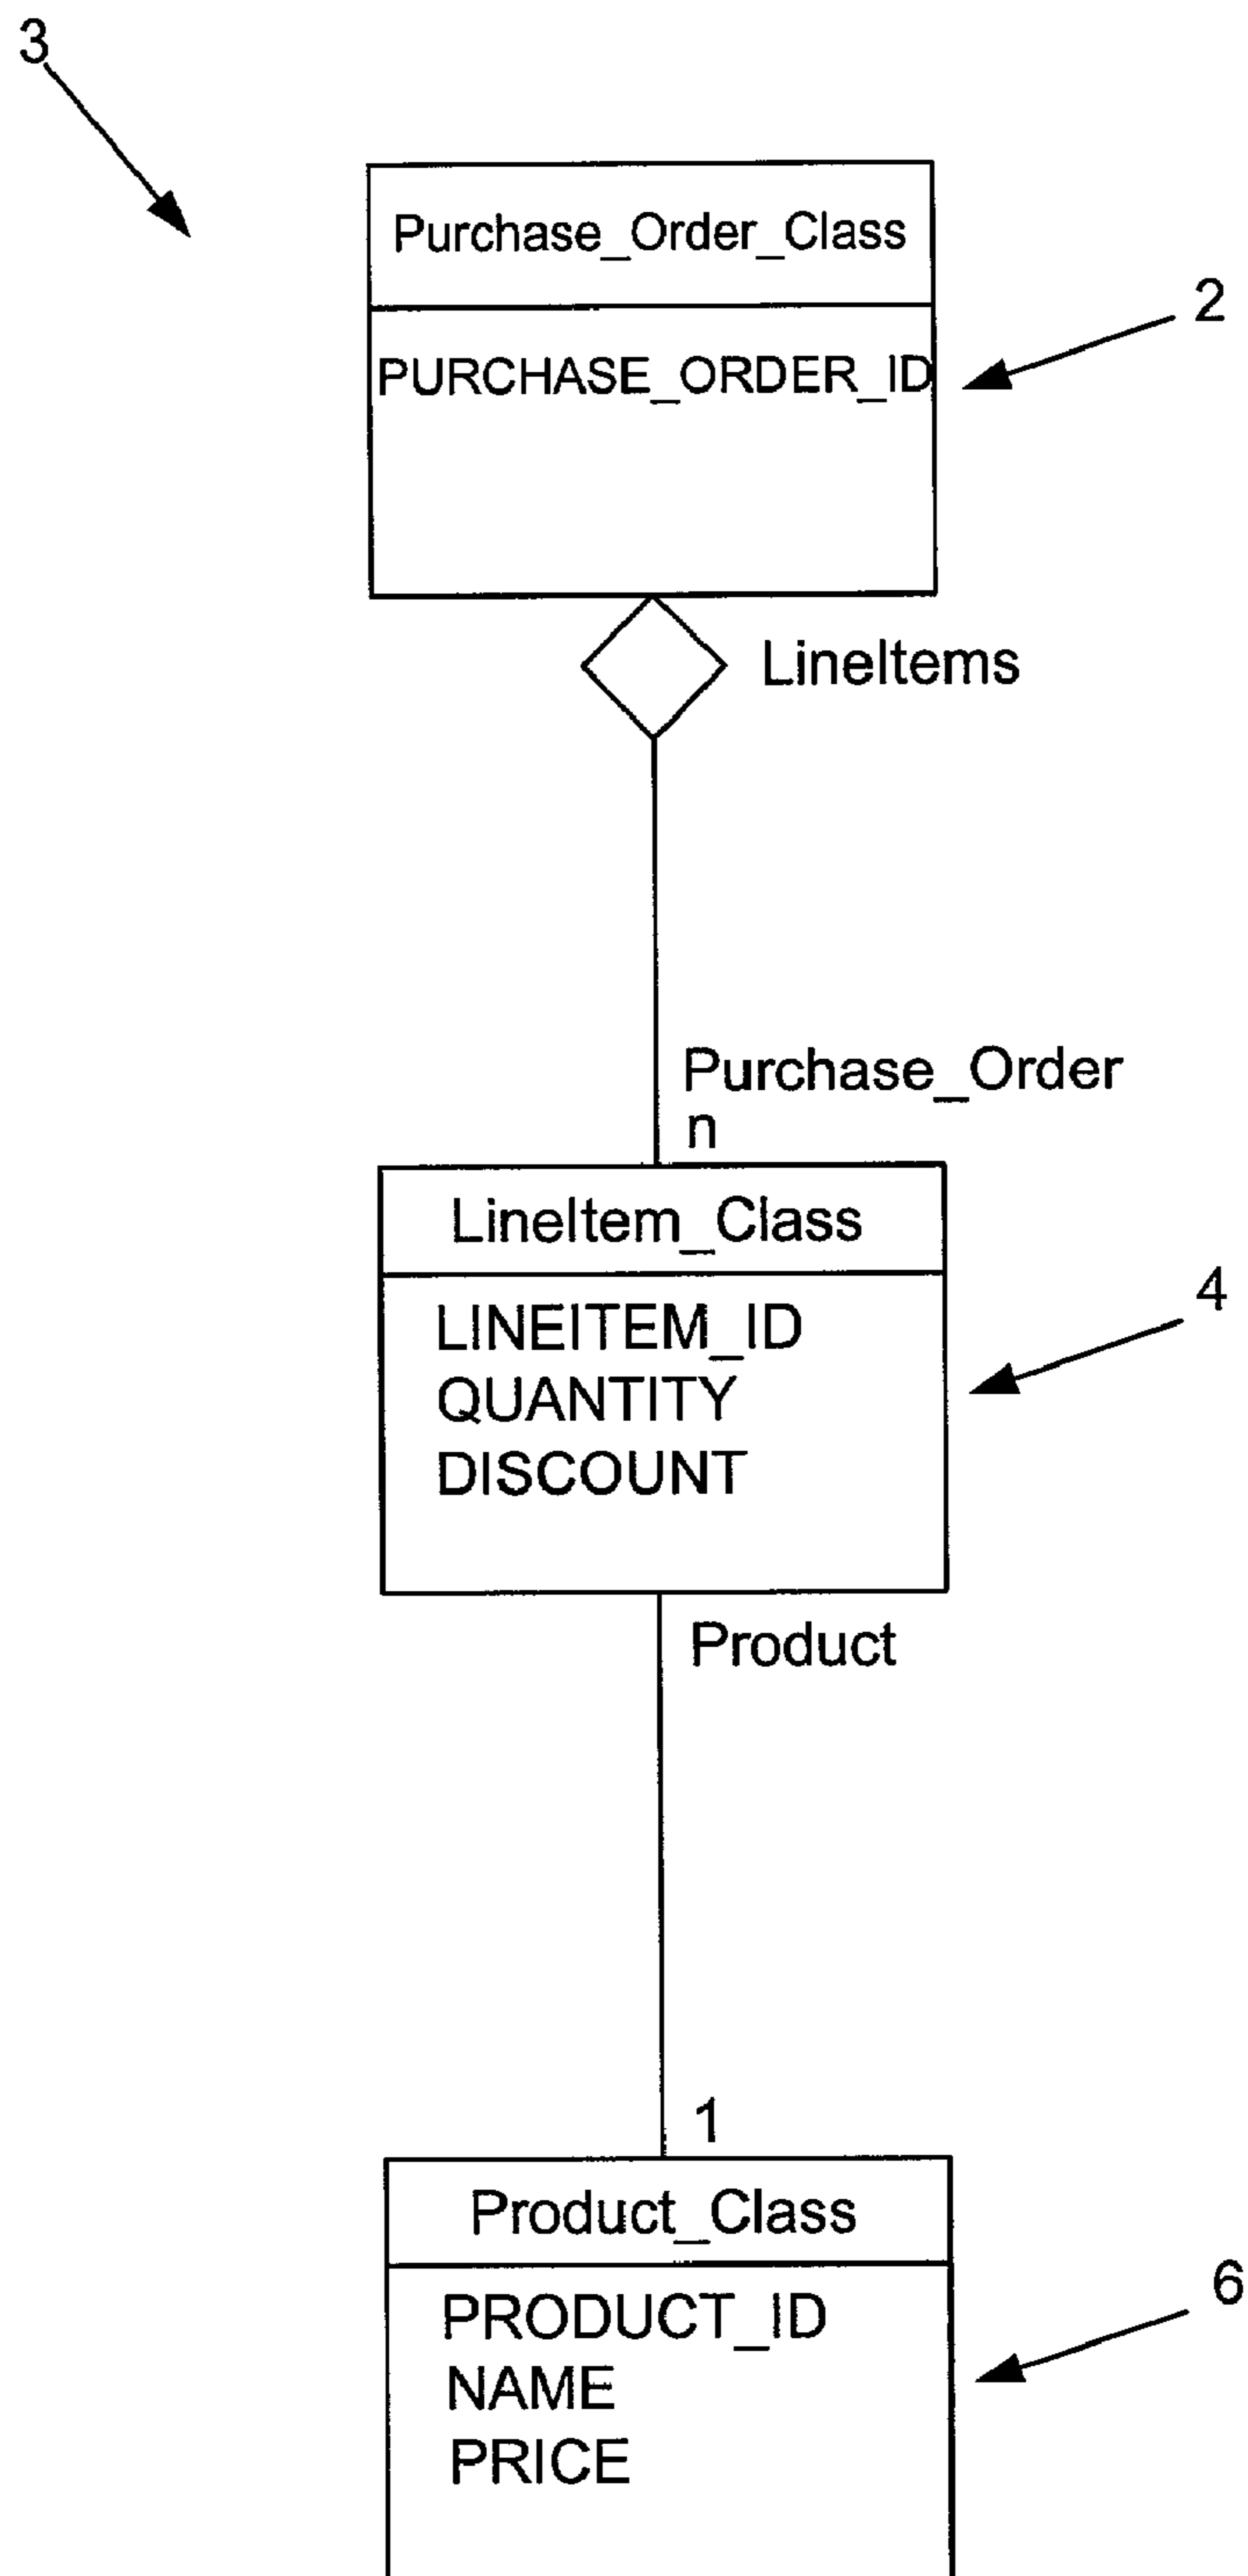 3
Purchase_Order_Class
2
PURCHASE_ORDER_ID
LineItems
Purchase_Order
n
LineItem_Class
4
LINEITEM_ID
QUANTITY
DISCOUNT
Product
1
Product_Class
6
PRODUCT_ID
NAME
PRICE